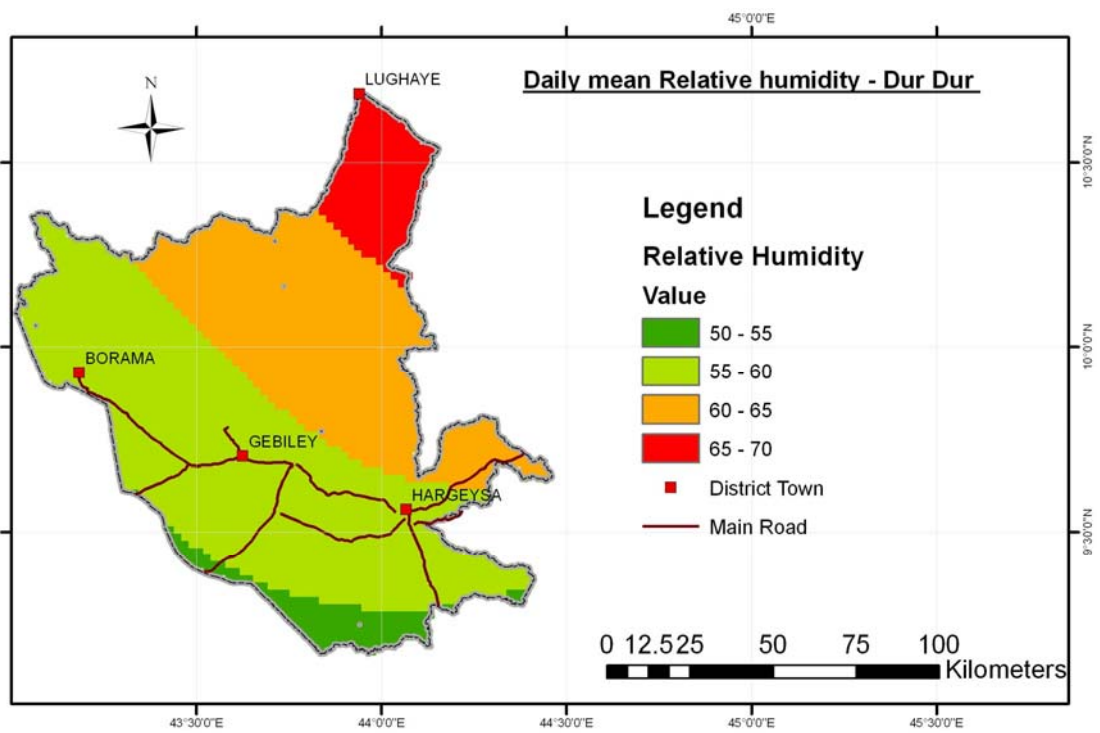 45°0'0"E
LUGHAYE
Daily mean Relative humidity - Dur Dur
N
10°30'0"N
Legend
Relative Humidity
Value
50 - 55
55 - 60
60 - 65
65 - 70
District Town
Main Road
10°0'0"N
BORAMA
GEBILEY
HARGEYSA
9°30'0"N
0 12.5 25 50 75 100
Kilometers
43°30'0"E 44°0'0"E 44°30'0"E 45°0'0"E 45°30'0"E